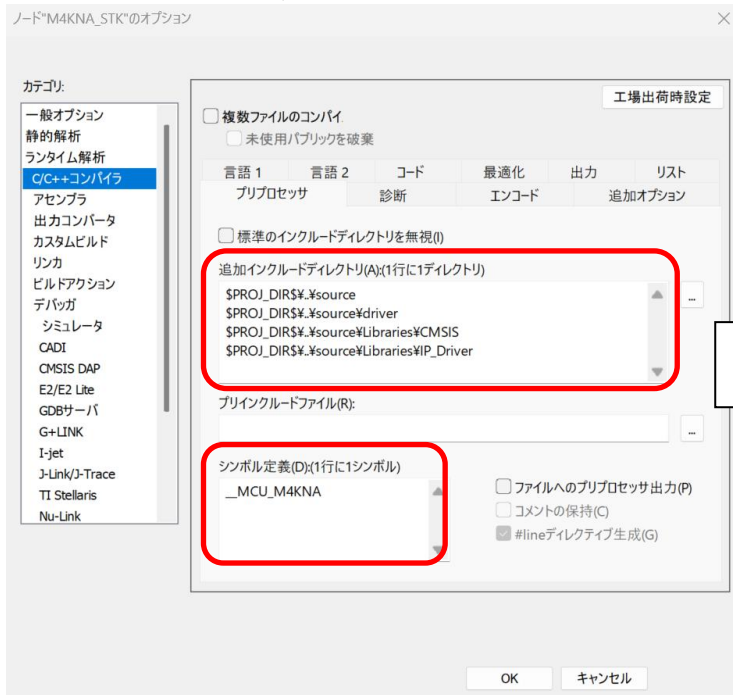 ノード"M4KNA_STK"のオプション
カテゴリ:
一般オプション
静的解析
ランタイム解析
C/C++コンパイラ
アセンブラ
出力コンバータ
カスタムビルド
リンカ
ビルドアクション
デバッガ
シミュレータ
CADI
CMSIS DAP
E2/E2 Lite
GDBサーバ
G+LINK
I-jet
J-Link/J-Trace
TI Stellaris
Nu-Link
工場出荷時設定
複数ファイルのコンパイ
未使用パブリックを破棄
言語 1 言語 2 コード 最適化 出力 リスト
プリプロセッサ 診断 エンコード 追加オプション
標準のインクルードディレクトリを無視(I)
追加インクルードディレクトリ(A):(1行に1ディレクトリ)
$PROJ_DIR$¥..¥source
$PROJ_DIR$¥..¥source¥driver
$PROJ_DIR$¥..¥source¥Libraries¥CMSIS
$PROJ_DIR$¥..¥source¥Libraries¥IP_Driver
...
プリインクルードファイル(R):
...
シンボル定義(D):(1行に1シンボル)
__MCU_M4KNA
ファイルへのプリプロセッサ出力(P)
コメントの保持(C)
#lineディレクティブ生成(G)
OK キャンセル